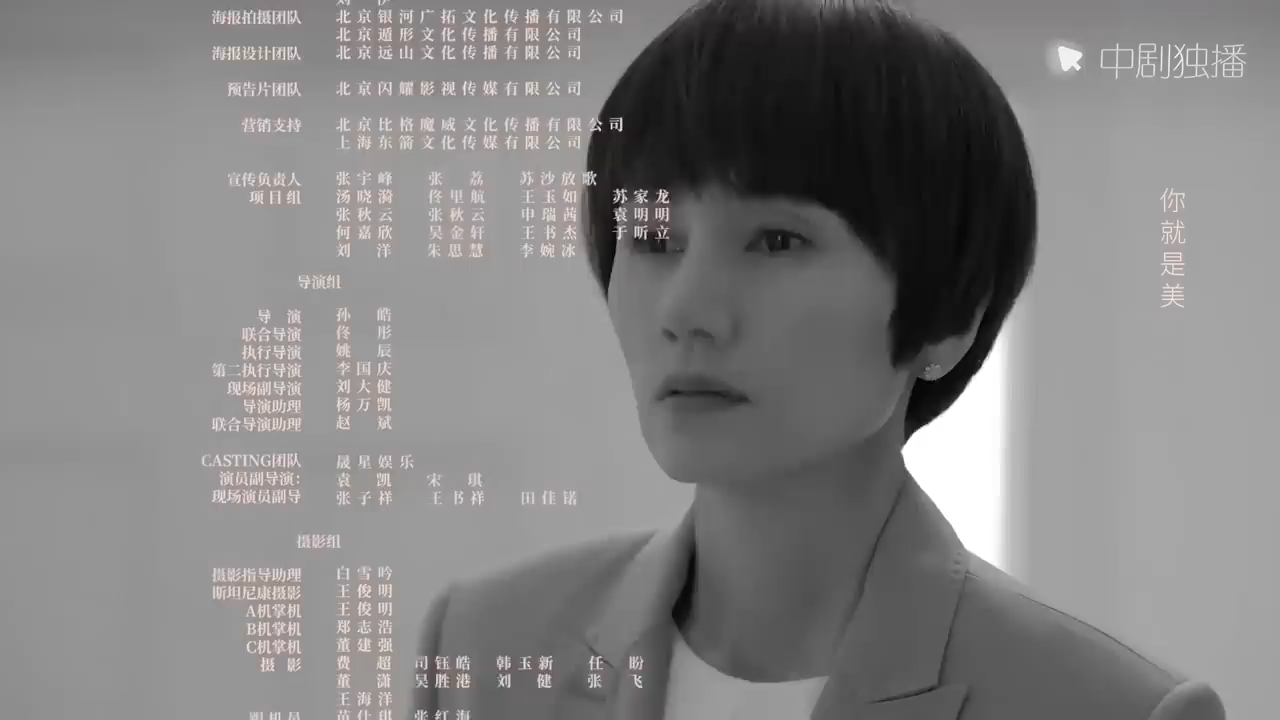 海报拍摄团队 北京银河广拓文化传播有限公司
北京遁形文化传播有限公司
海报设计团队 北京远山文化传播有限公司
预告片团队 北京闪耀影视传媒有限公司
营销支持 北京比格魔威文化传播有限公司
上海东箭文化传媒有限公司
宣传负责人 张宇峰 张荔 苏沙放歌
项目组 汤晓漪 佟里航 王玉如 苏家龙
张秋云 张秋云 申瑞茜 袁明明
何嘉欣 吴金轩 王书杰 于昕立
刘洋 朱思慧 李婉冰
导演组
导演 孙皓
联合导演 佟彤
执行导演 姚辰
第二执行导演 李国庆
现场副导演 刘大健
导演助理 杨万凯
联合导演助理 赵斌
CASTING团队 晟星娱乐
演员副导演: 袁凯 宋琪
现场演员副导 张子祥 王书祥 田佳锘
摄影组
摄影指导助理 白雪吟
斯坦尼康摄影 王俊明
A机掌机 王俊明
B机掌机 郑志浩
C机掌机 董建强
摄影 费超 司钰皓 韩玉新 任盼
董潇 吴胜港 刘健 张飞
王海洋
中剧独播
你就是美